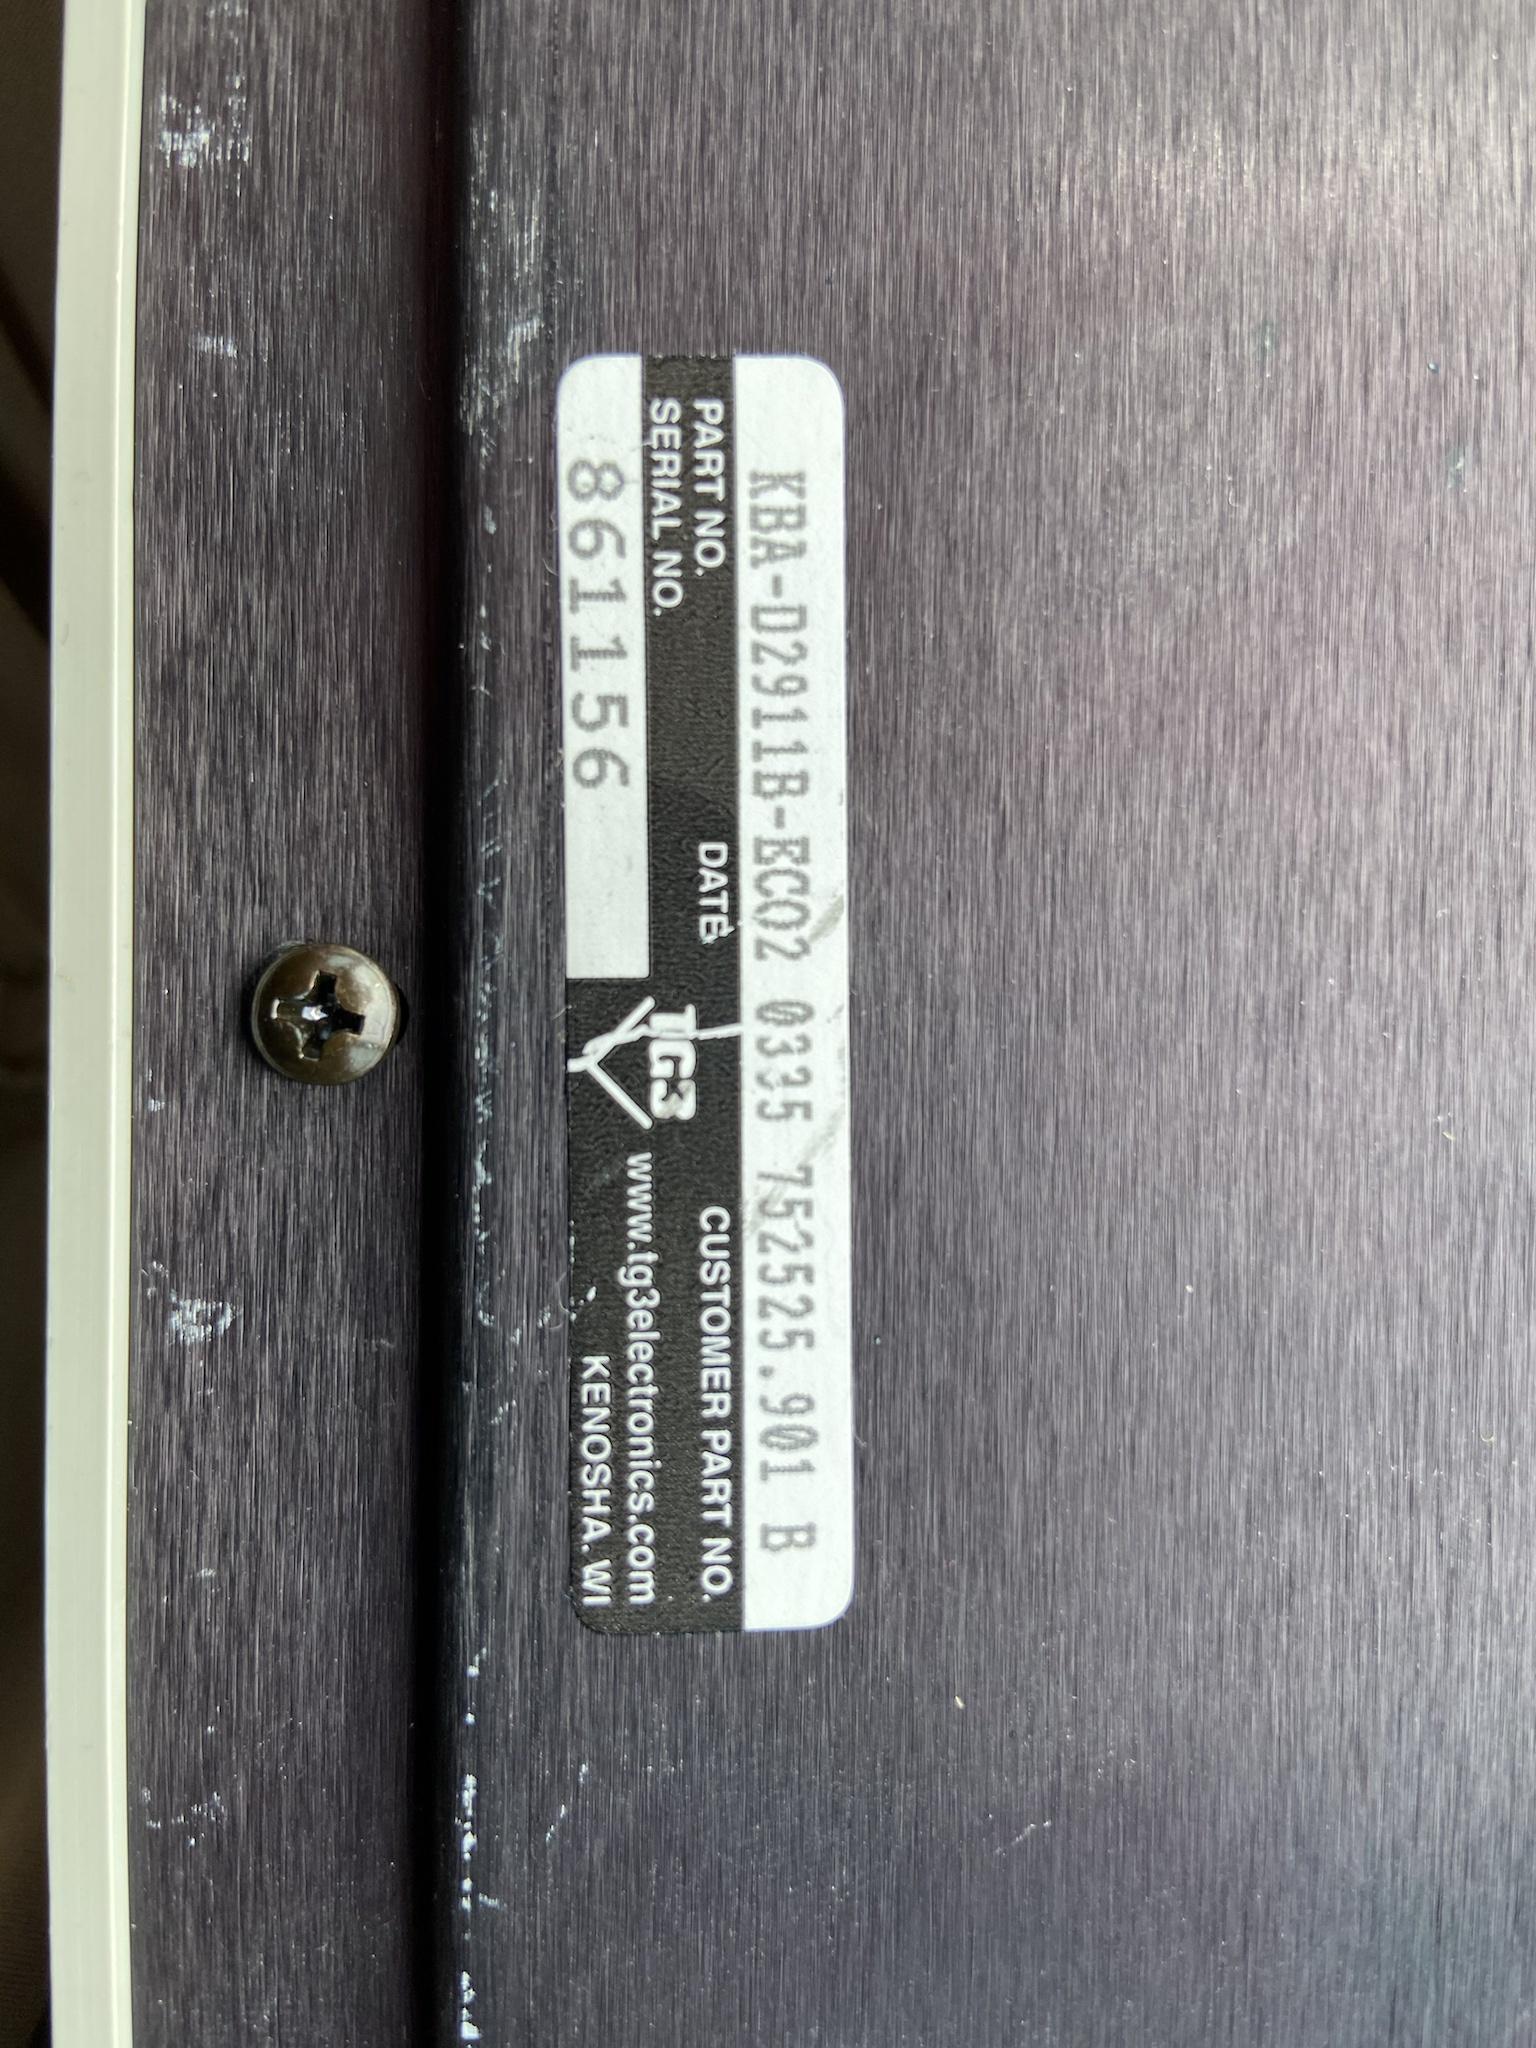 KBA-D2911B-EC02 0335 752525.901 B
PART NO. DATE CUSTOMER PART NO.
SERIAL NO. TG3 www.tg3electronics.com
8611156 KENOSHA. WI